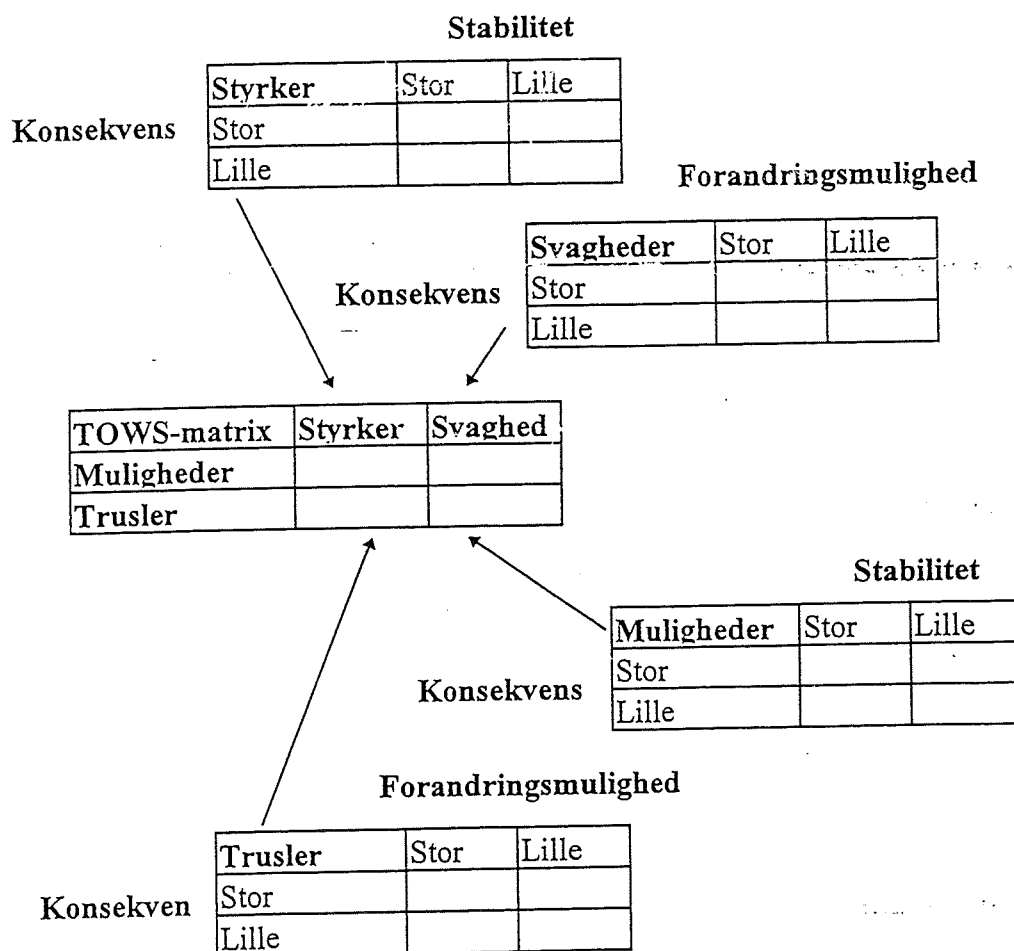 Stabilitet
Styrker Stor Lille
Konsekvens
Stor
Lille
Forandringsmulighed
Svagheder Stor Lille
Konsekvens
Stor
Lille
TOWS-matrix Styrker Svaghed
Muligheder
Trusler
Stabilitet
Muligheder Stor Lille
Stor
Konsekvens
Lille
Forandringsmulighed
Trusler Stor Lille
Stor
Konsekven
Lille